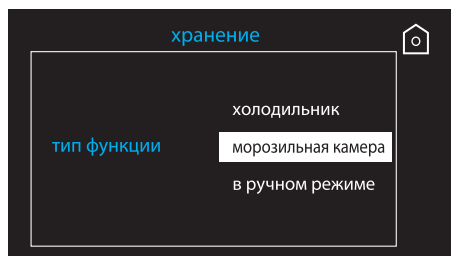 хранение
тип функции
холодильник
морозильная камера
в ручном режиме